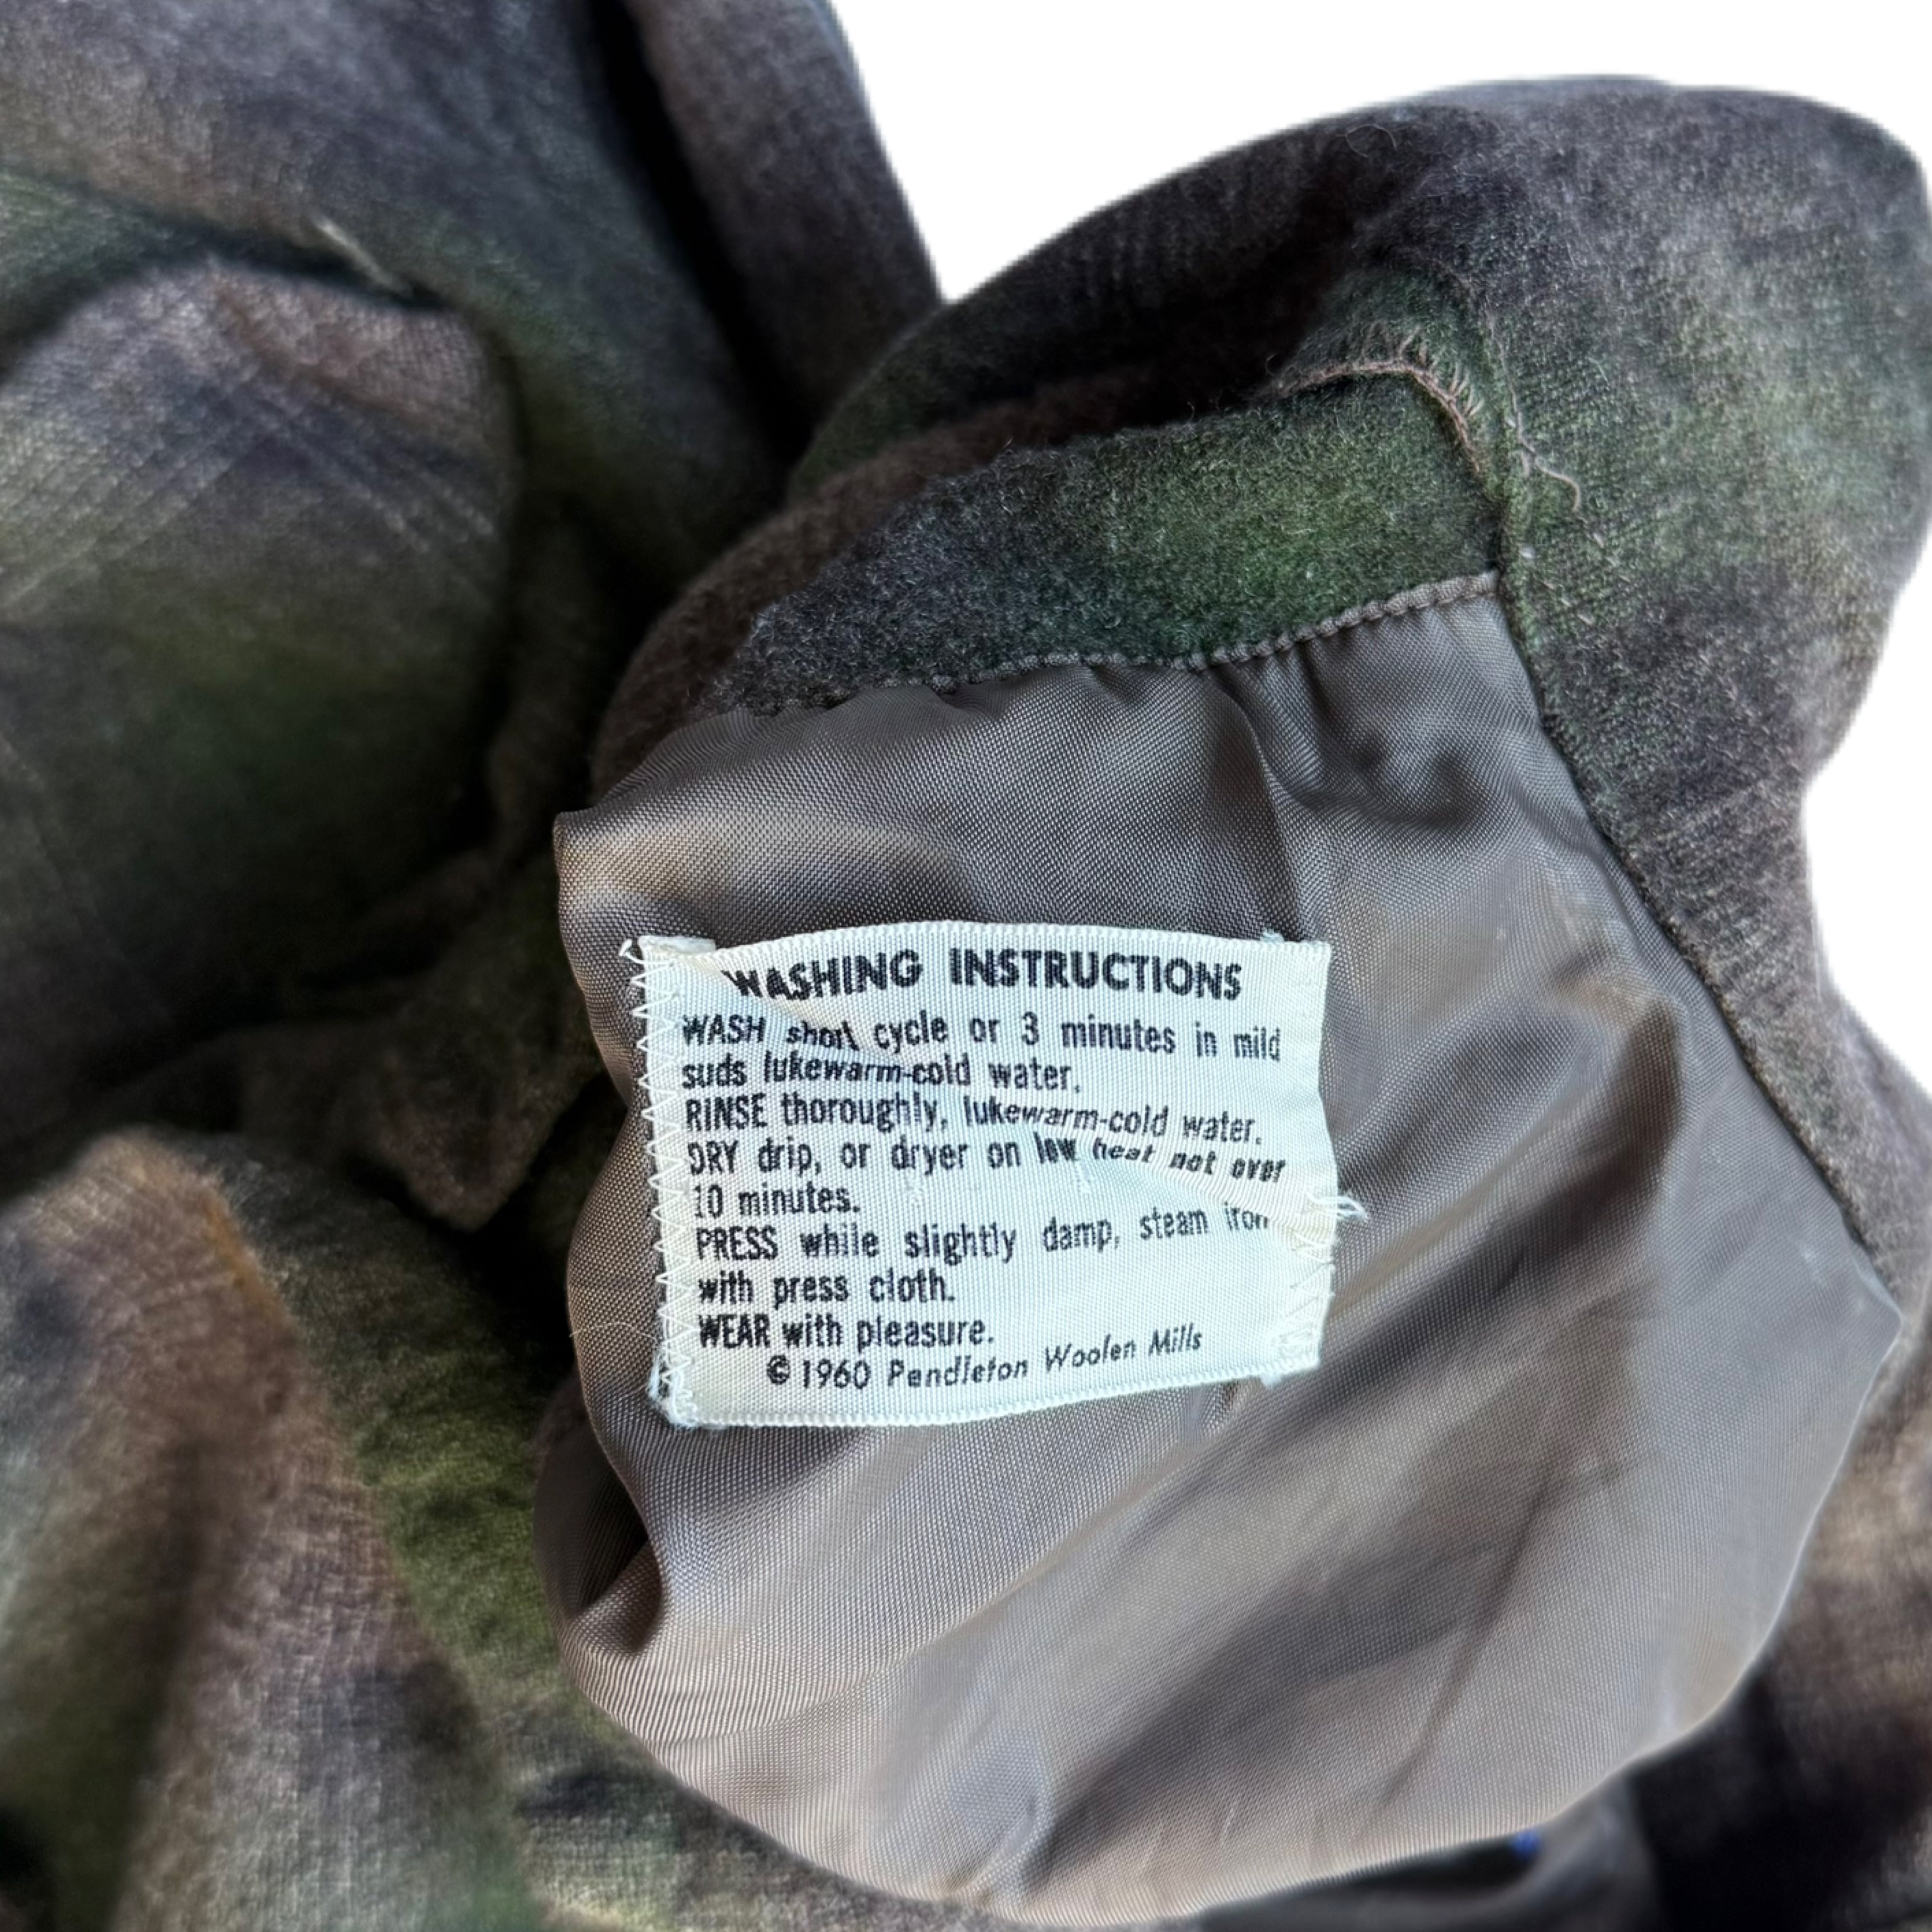 WASHING INSTRUCTIONS
WASH short cycle or 3 minutes in mild
suds lukewarm-cold water.
RINSE thoroughly, lukewarm-cold water.
DRY drip, or dryer on low heat not over
10 minutes.
PRESS while slightly damp, steam iron
with press cloth.
WEAR with pleasure.
©1960 Pendleton Woolen Mills